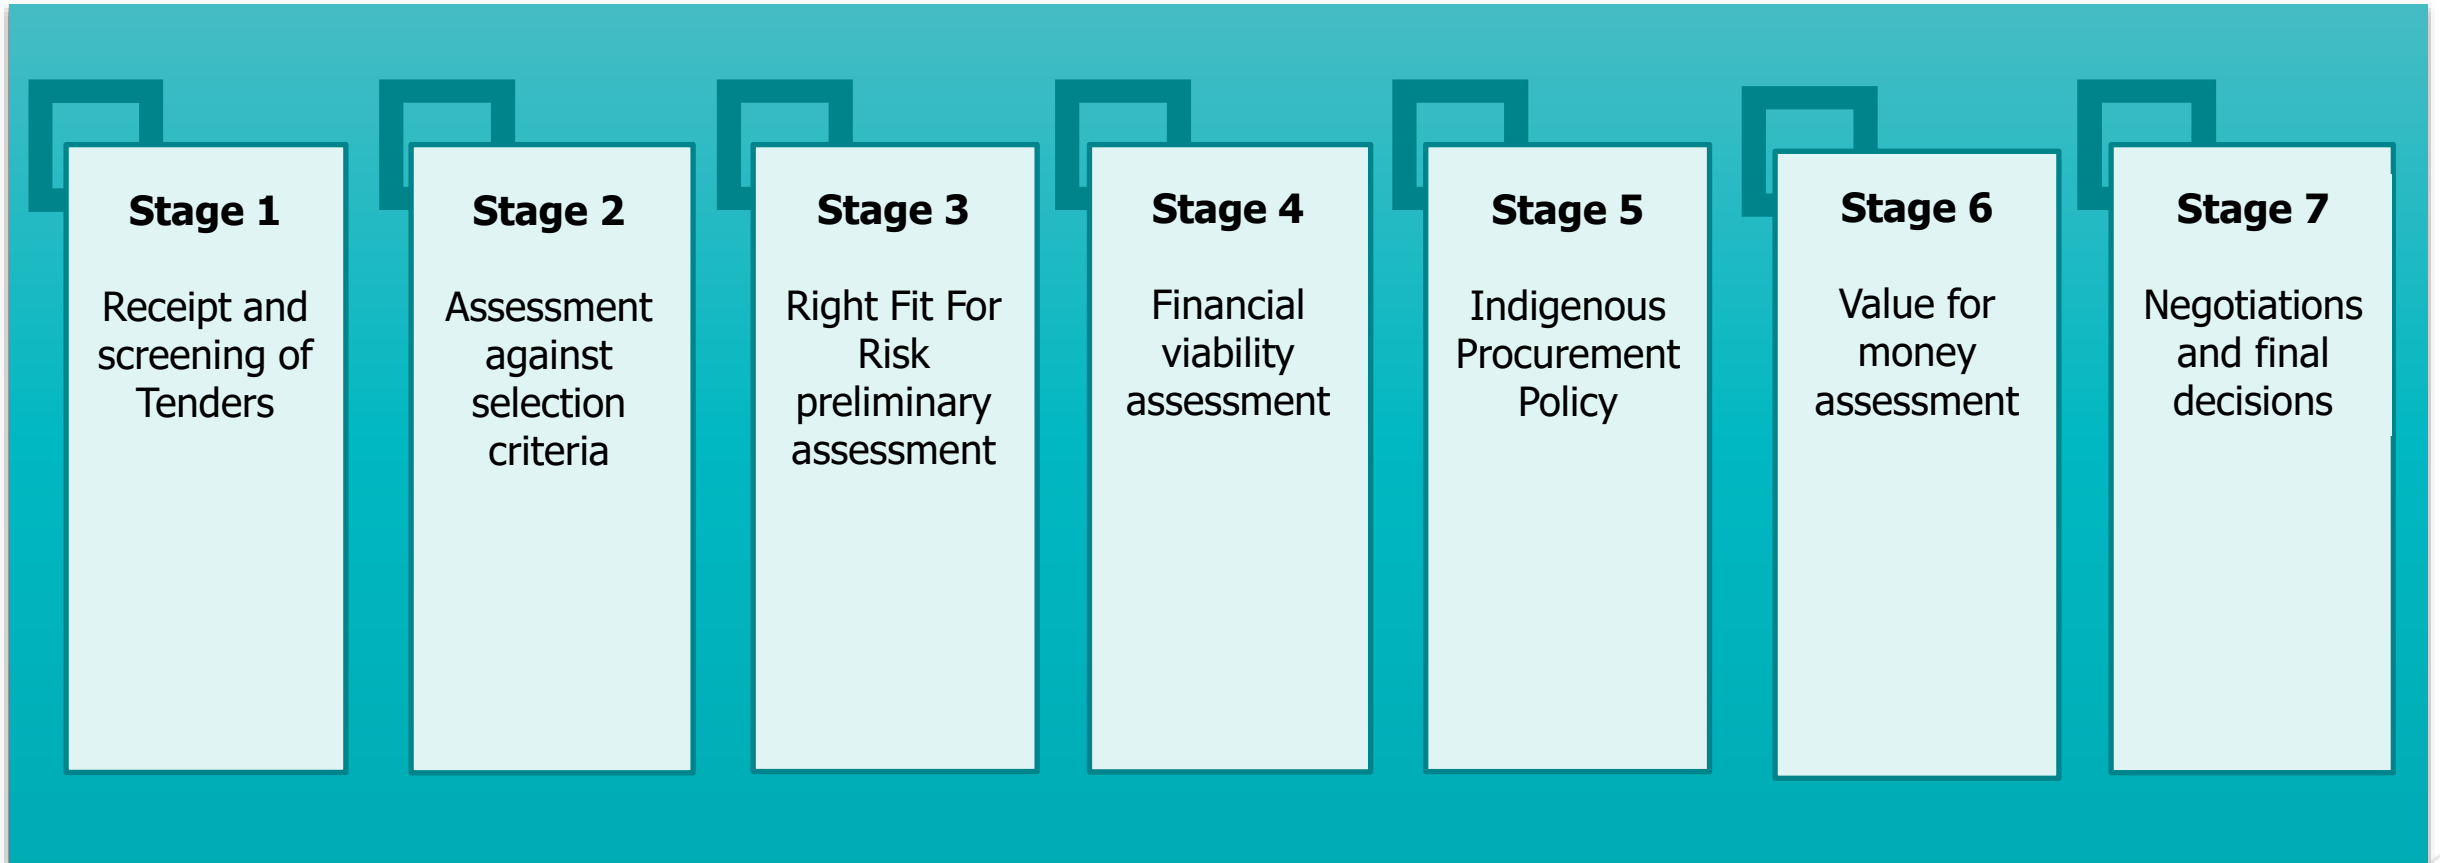 Stage 1
Receipt and
screening of
Tenders
Stage 2
Assessment
against
selection
criteria
Stage 3
Right Fit For
Risk
preliminary
assessment
Stage 4
Financial
viability
assessment
Stage 5
Indigenous
Procurement
Policy
Stage 6
Value for
money
assessment
Stage 7
Negotiations
and final
decisions